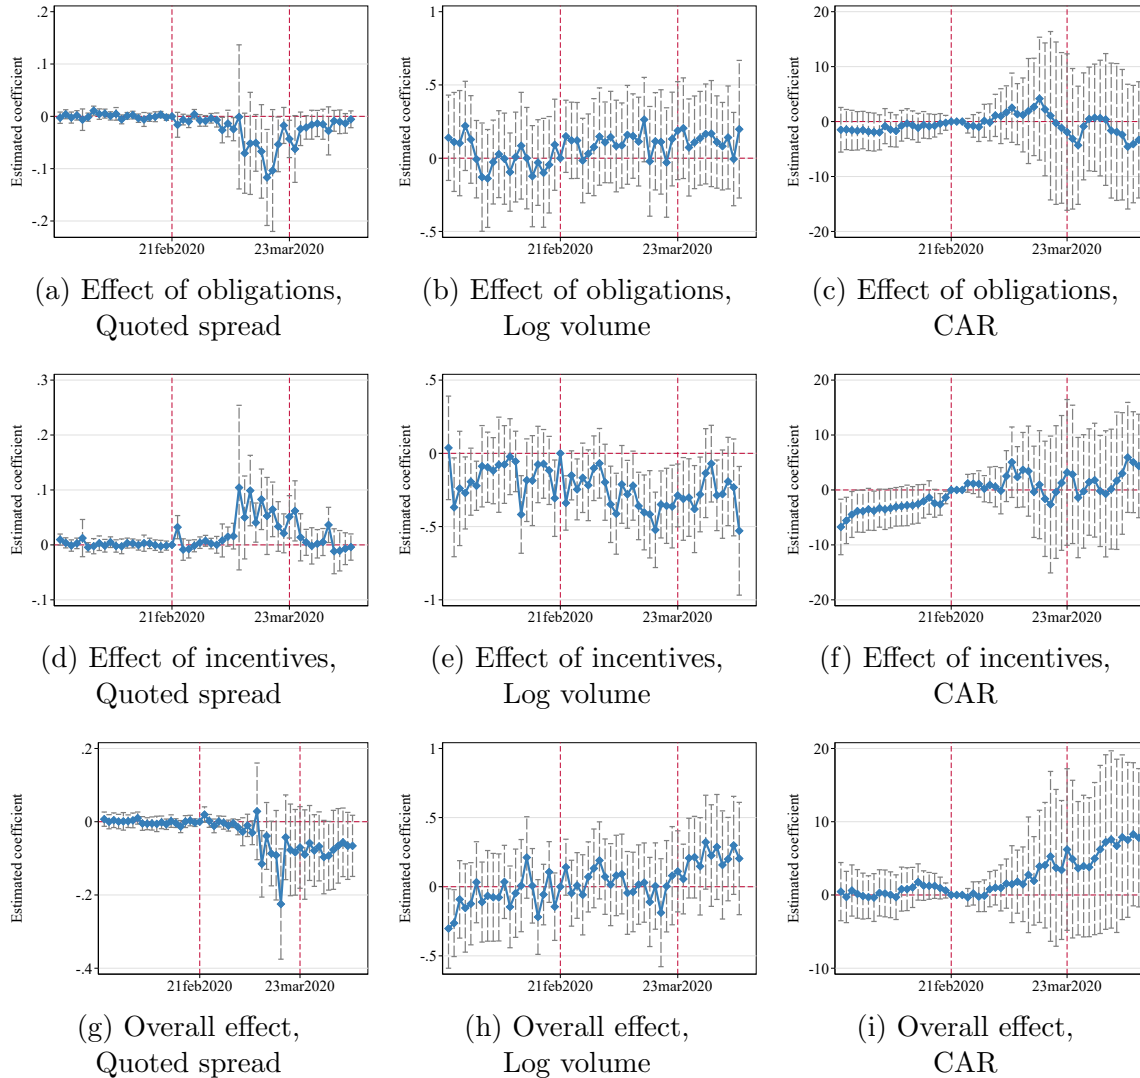 .2
.1
0
-.1
-.2
Estimated coefficient
21feb2020 23mar2020
(a) Effect of obligations,
Quoted spread
1
.5
0
-.5
Estimated coefficient
21feb2020 23mar2020
(b) Effect of obligations,
Log volume
20
10
0
-10
-20
Estimated coefficient
21feb2020 23mar2020
(c) Effect of obligations,
CAR
.3
.2
.1
0
-.1
Estimated coefficient
21feb2020 23mar2020
(d) Effect of incentives,
Quoted spread
.5
0
-.5
-1
Estimated coefficient
21feb2020 23mar2020
(e) Effect of incentives,
Log volume
20
10
0
-10
-20
Estimated coefficient
21feb2020 23mar2020
(f) Effect of incentives,
CAR
.2
0
-.2
-.4
Estimated coefficient
21feb2020 23mar2020
(g) Overall effect,
Quoted spread
1
.5
0
-.5
Estimated coefficient
21feb2020 23mar2020
(h) Overall effect,
Log volume
20
10
0
-10
Estimated coefficient
21feb2020 23mar2020
(i) Overall effect,
CAR